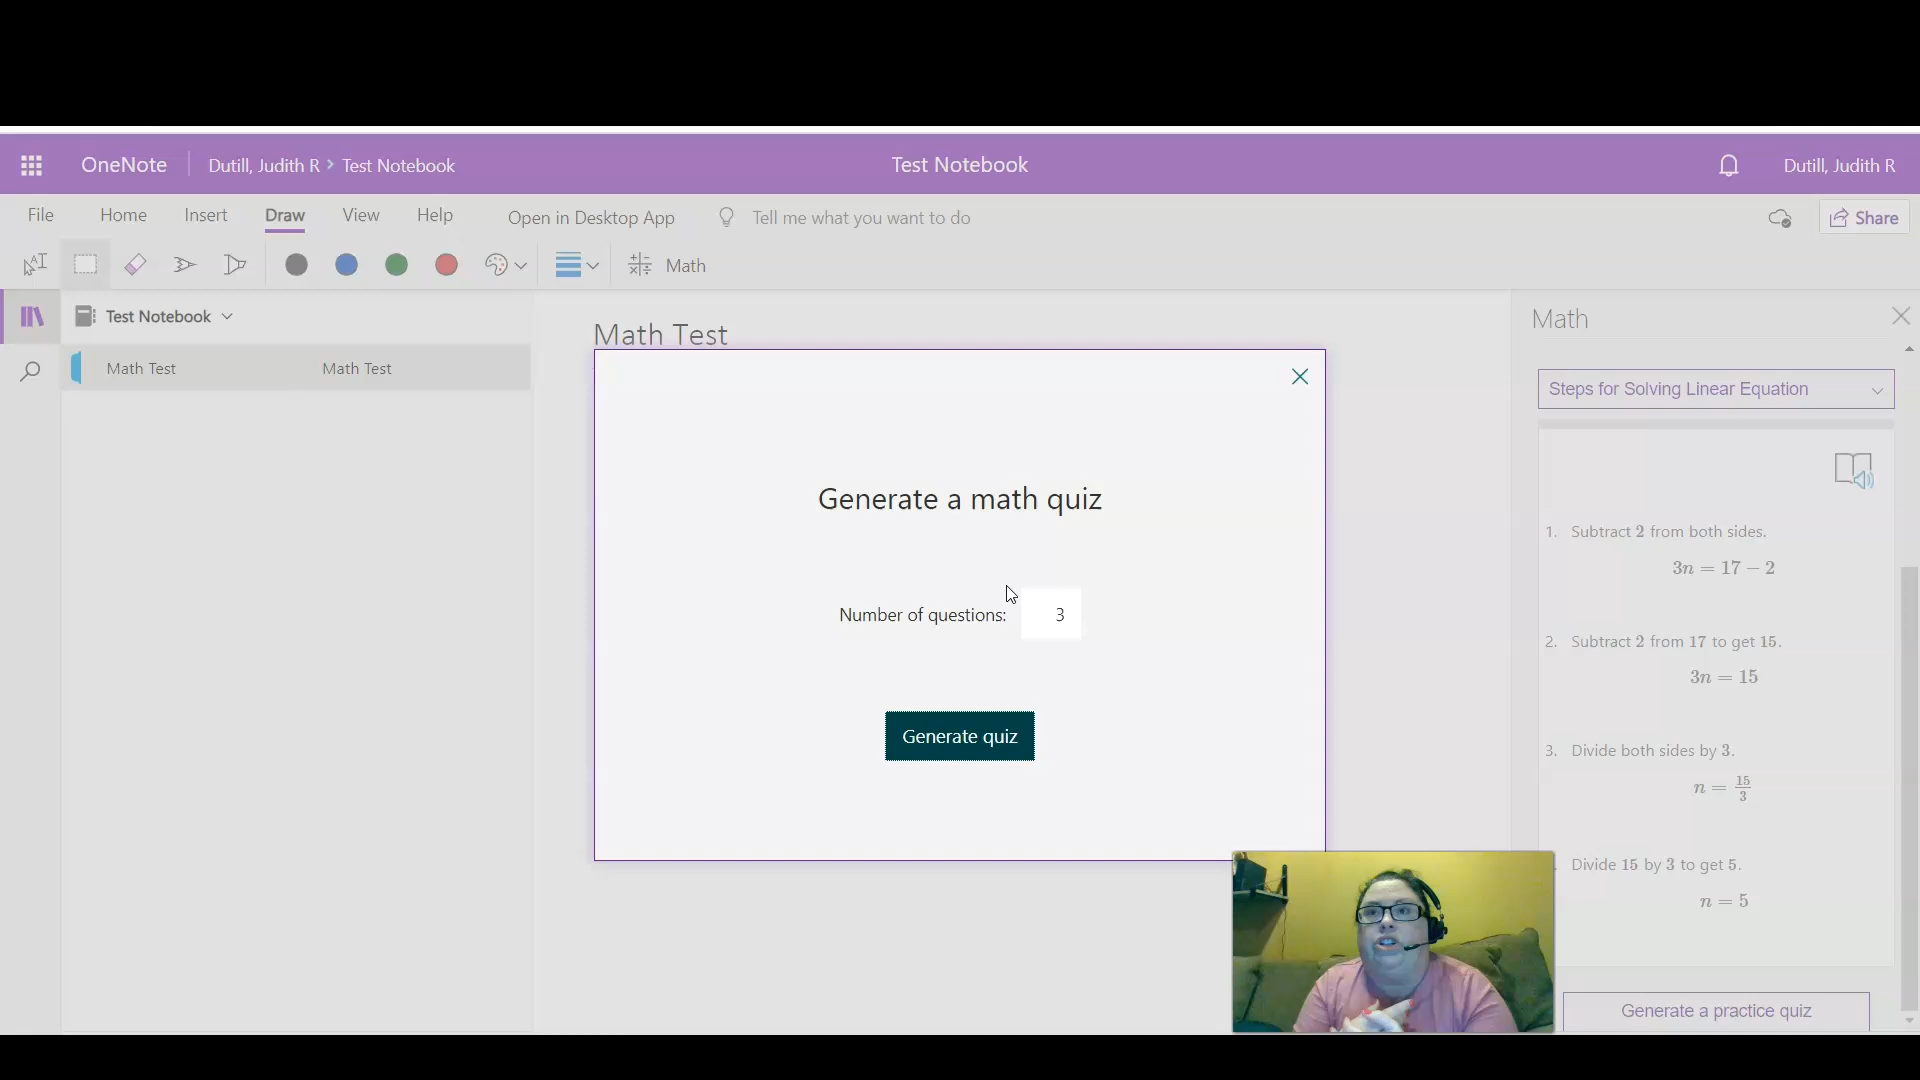 OneNote
Dutill, Judith R › Test Notebook
Test Notebook
Dutill, Judith R
File
Home
Insert
Draw
View
Help
Open in Desktop App
Tell me what you want to do
Share
Math
Test Notebook
Math Test
Math Test
Math Test
Generate a math quiz
Number of questions: 3
Generate quiz
Math
Steps for Solving Linear Equation
1. Subtract 2 from both sides.
3n = 17 − 2
2. Subtract 2 from 17 to get 15.
3n = 15
3. Divide both sides by 3.
n = 15/3
. Divide 15 by 3 to get 5.
n = 5
Generate a practice quiz